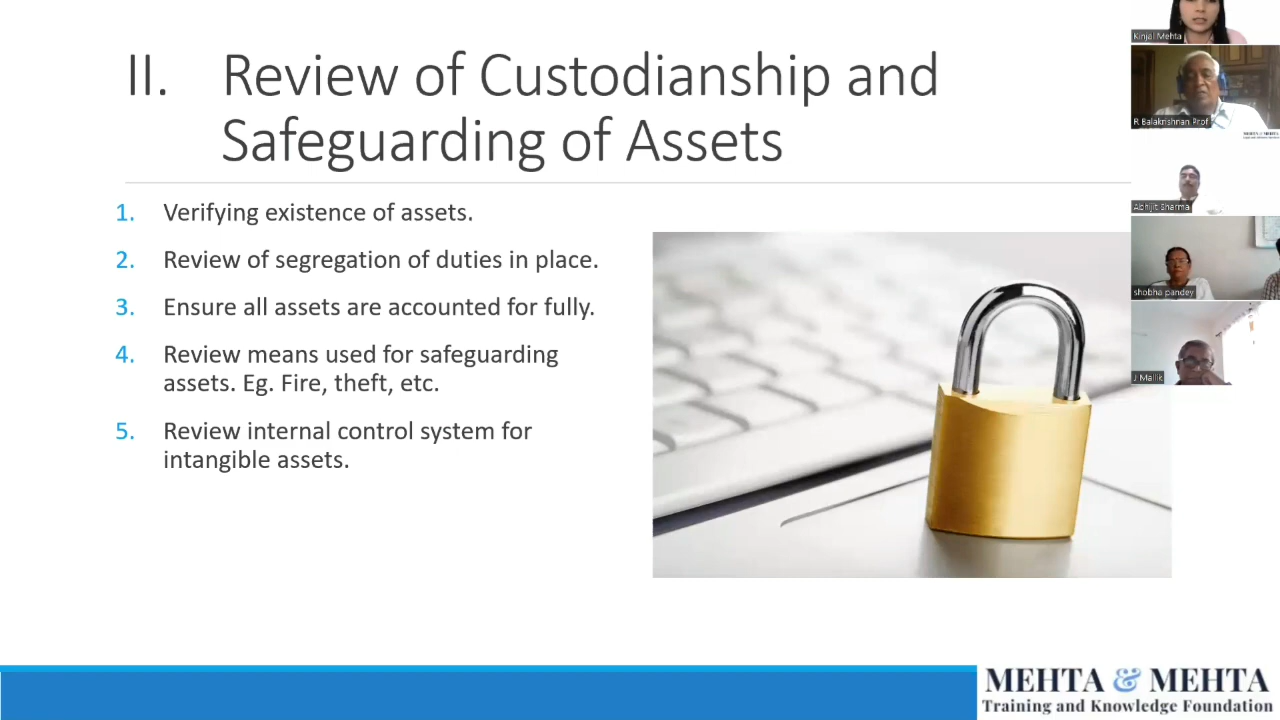 II. Review of Custodianship and
Safeguarding of Assets
1. Verifying existence of assets.
2. Review of segregation of duties in place.
3. Ensure all assets are accounted for fully.
4. Review means used for safeguarding
assets. Eg. Fire, theft, etc.
5. Review internal control system for
intangible assets.
Kinjal Mehta
R Balakrishnan Prof
MEHTA & MEHTA
Abhijit Sharma
shobha pandey
J Mallik
MEHTA & MEHTA
Training and Knowledge Foundation